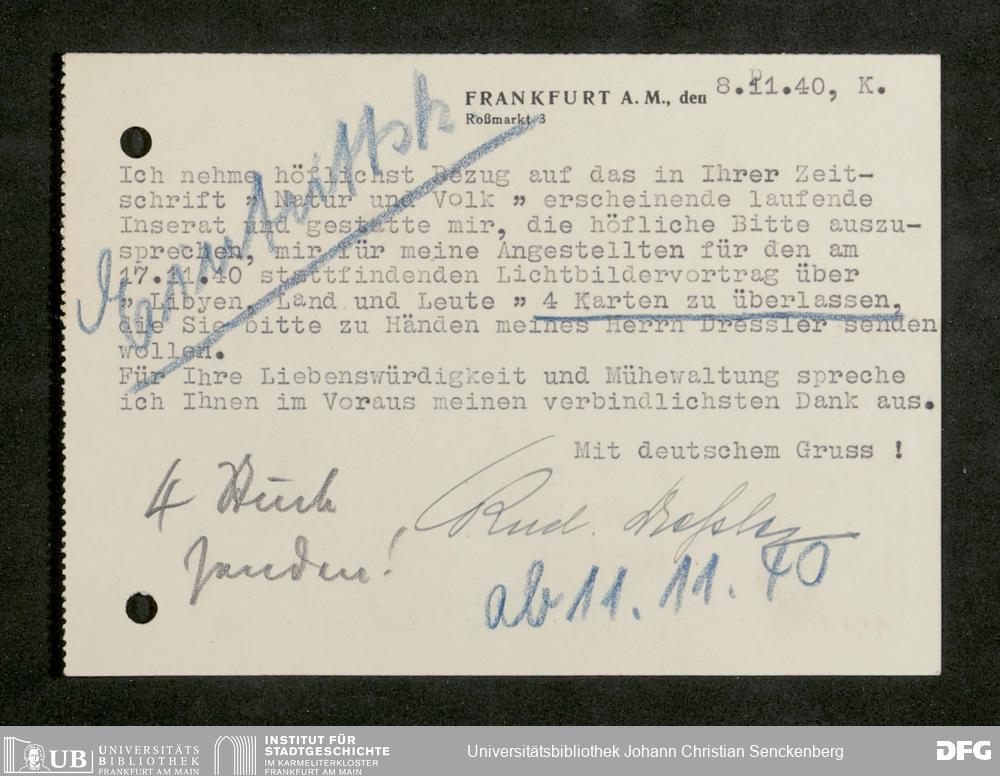 FRANKFURT A. M., den 8.11.40, K.
Roßmarkt 3
Ich nehme höflichst Bezug auf das in Ihrer Zeit-
schrift „ Natur und Volk „ erscheinende laufende
Inserat und gestatte mir, die höfliche Bitte auszu-
sprechen, mir für meine Angestellten für den am
17.11.40 stattfindenden Lichtbildervortrag über
„ Libyen, Land und Leute „ 4 Karten zu überlassen,
die Sie bitte zu Händen meines Herrn Dressler senden
wollen.
Für Ihre Liebenswürdigkeit und Mühewaltung spreche
ich Ihnen im Voraus meinen verbindlichsten Dank aus.
Mit deutschem Gruss !
4 Stück
senden!
Rud. Dreßler
ab 11. 11. 40
UB UNIVERSITÄTS
BIBLIOTHEK
FRANKFURT AM MAIN
INSTITUT FÜR
STADTGESCHICHTE
IM KARMELITERKLOSTER
FRANKFURT AM MAIN
Universitätsbibliothek Johann Christian Senckenberg
DFG